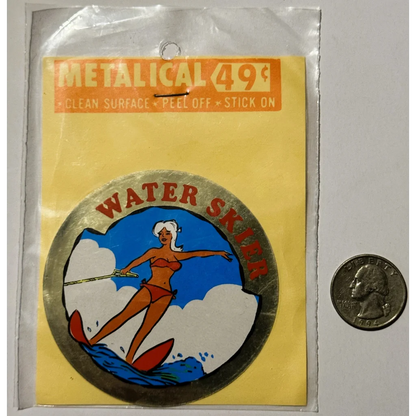 METALICAL 49¢
• CLEAN SURFACE • PEEL OFF • STICK ON
WATER SKIER
LIBERTY